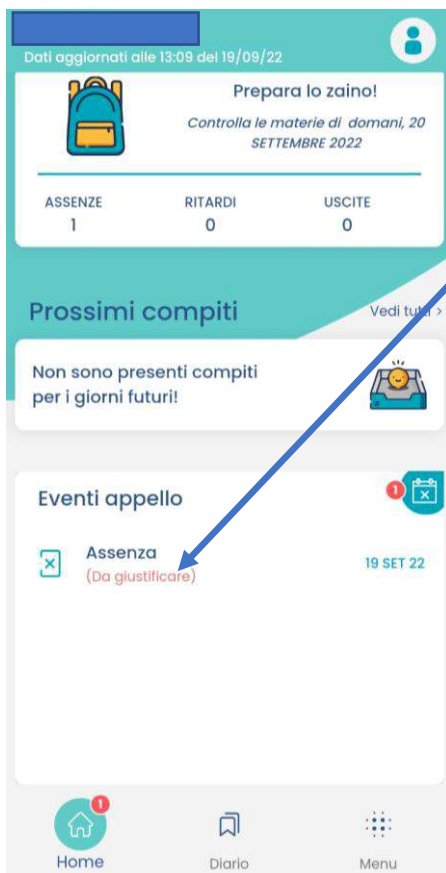 Dati aggiornati alle 13:09 del 19/09/22
Prepara lo zaino!
Controlla le materie di domani, 20
SETTEMBRE 2022
ASSENZE RITARDI USCITE
1 0 0
Prossimi compiti Vedi tutti >
Non sono presenti compiti
per i giorni futuri!
Eventi appello 1
Assenza
(Da giustificare)
19 SET 22
1
Home Diario Menu